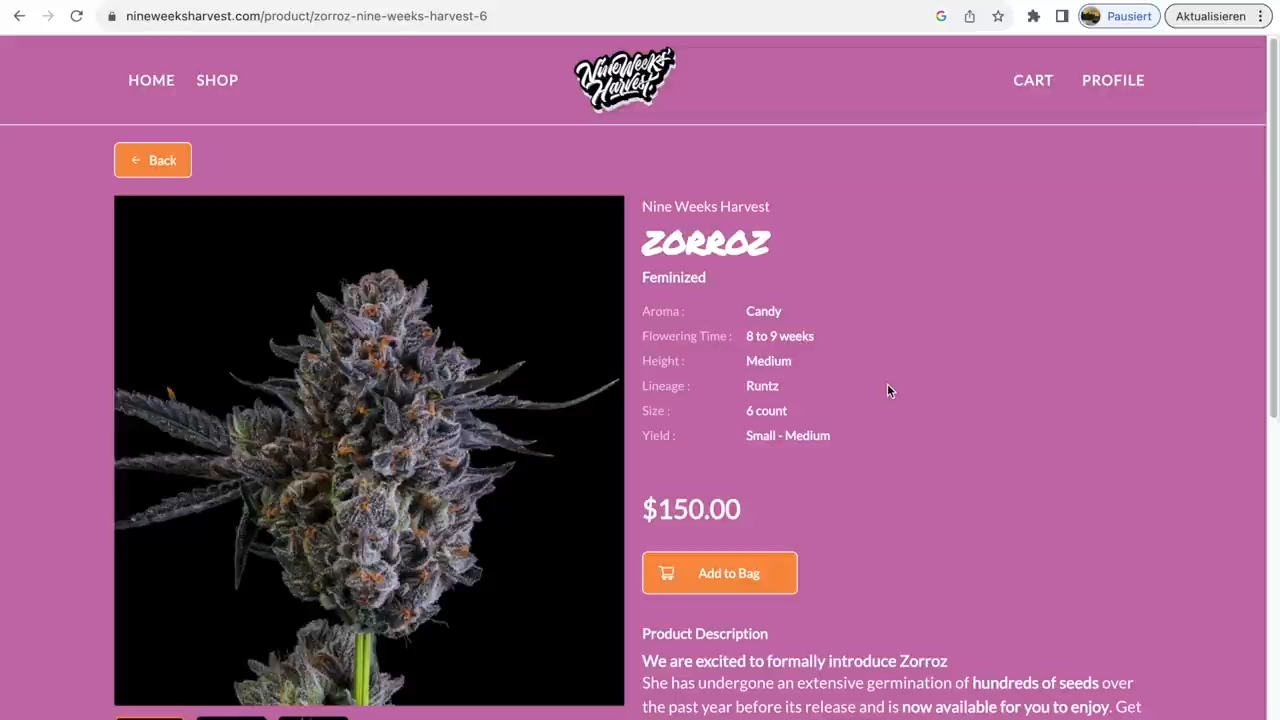 nineweeksharvest.com/product/zorroz-nine-weeks-harvest-6
Pausiert
Aktualisieren
HOME SHOP
Nine Weeks Harvest
CART PROFILE
← Back
Nine Weeks Harvest
ZORROZ
Feminized
Aroma : Candy
Flowering Time : 8 to 9 weeks
Height : Medium
Lineage : Runtz
Size : 6 count
Yield : Small - Medium
$150.00
Add to Bag
Product Description
We are excited to formally introduce Zorroz
She has undergone an extensive germination of hundreds of seeds over
the past year before its release and is now available for you to enjoy. Get